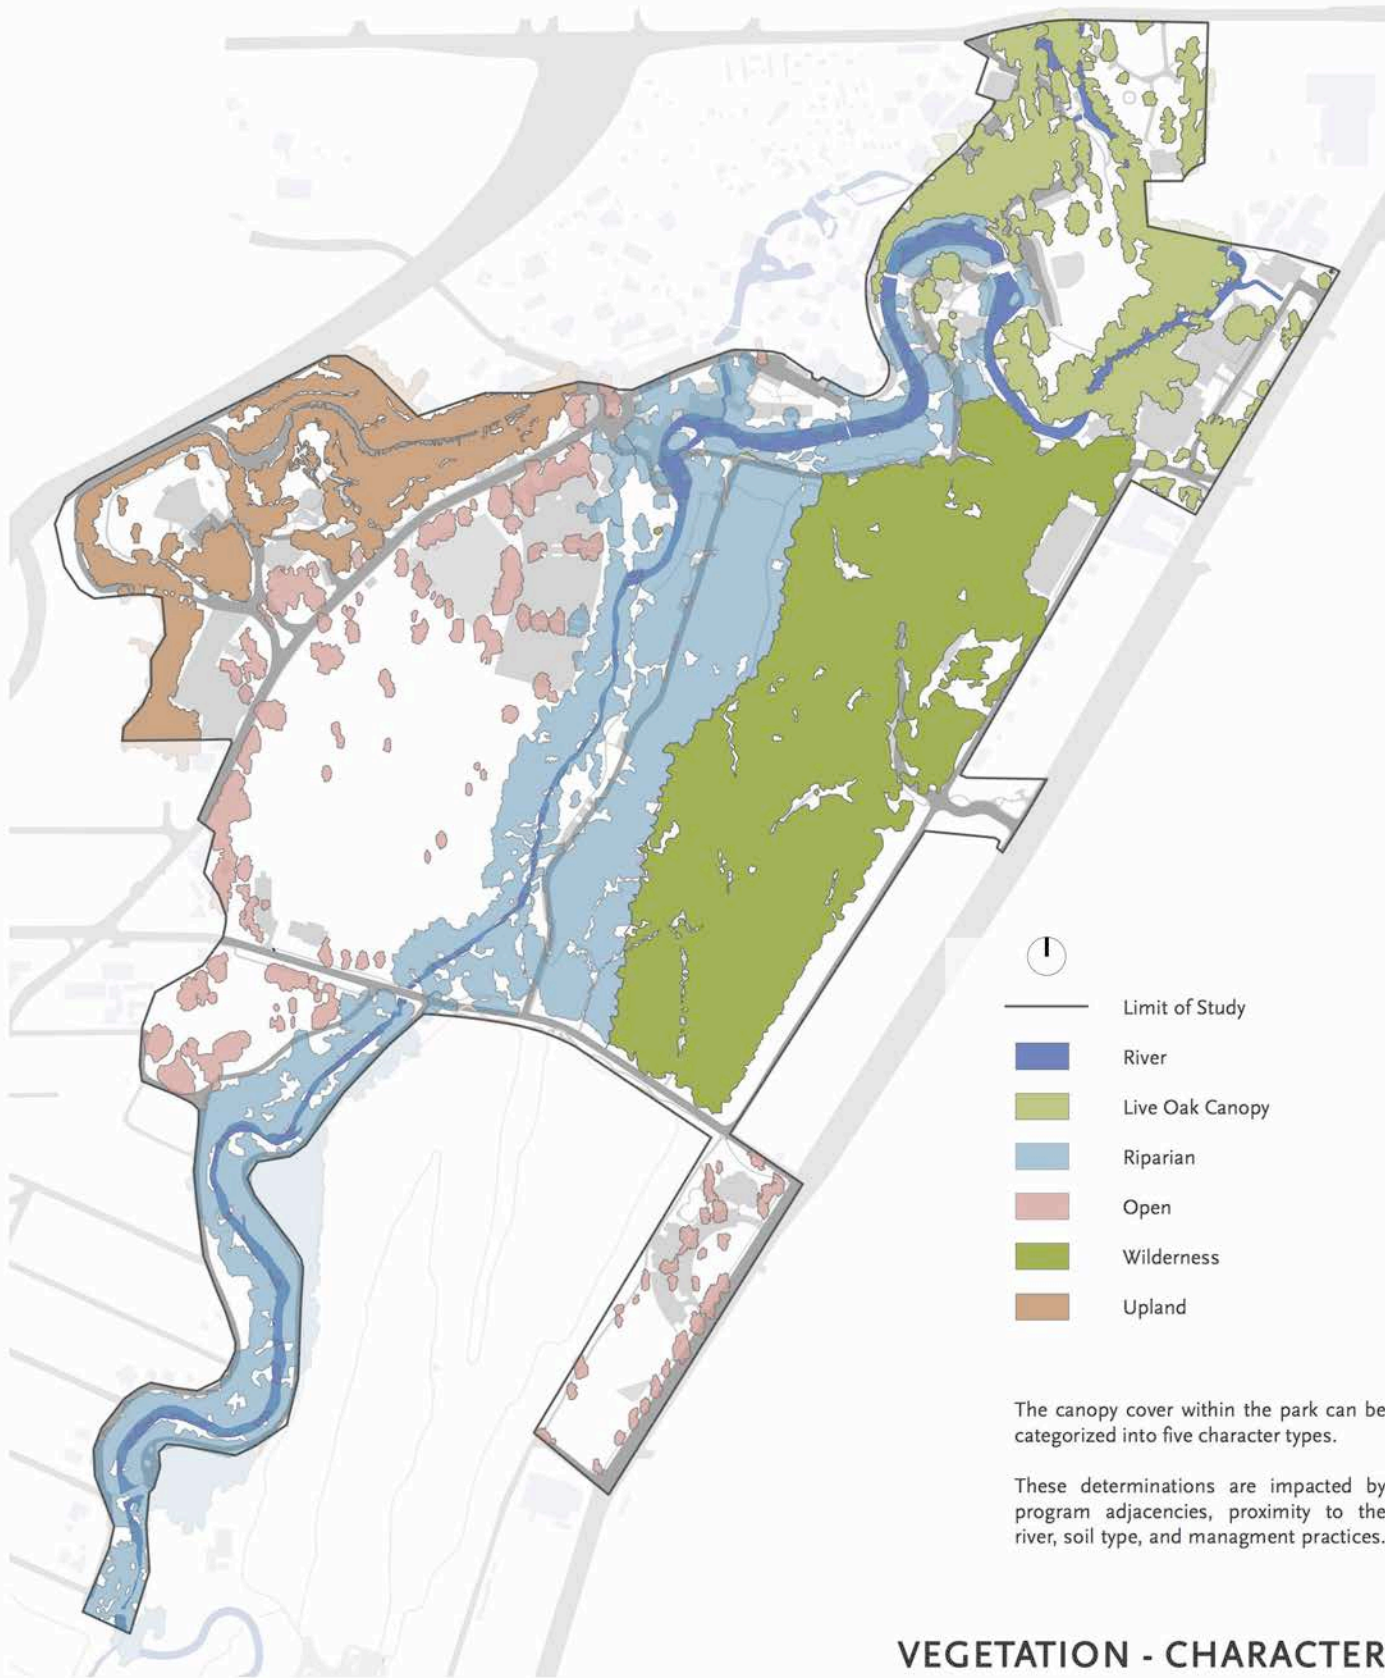 Limit of Study
River
Live Oak Canopy
Riparian
Open
Wilderness
Upland
The canopy cover within the park can be
categorized into five character types.
These determinations are impacted by
program adjacencies, proximity to the
river, soil type, and managment practices.
VEGETATION - CHARACTER